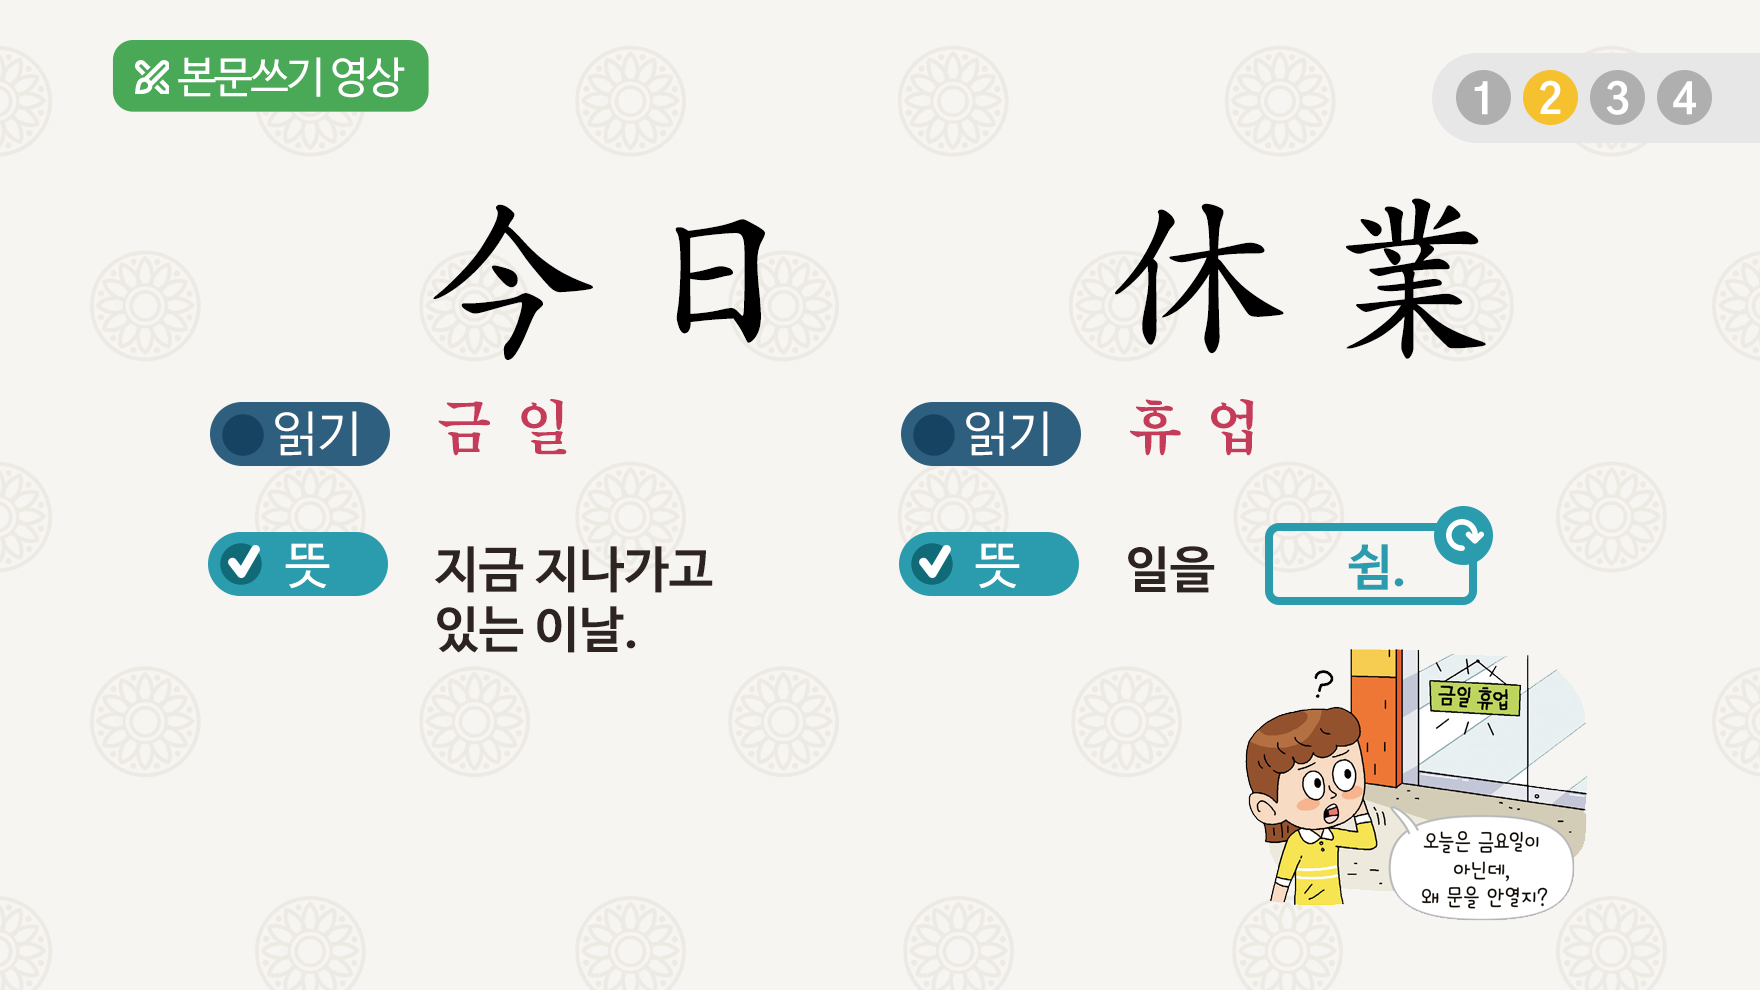 본문쓰기 영상
1 2 3 4
今日
休業
읽기 금일
읽기 휴업
뜻 지금 지나가고
있는 이날.
뜻 일을 쉼.
?
금일 휴업
오늘은 금요일이
아닌데,
왜 문을 안열지?